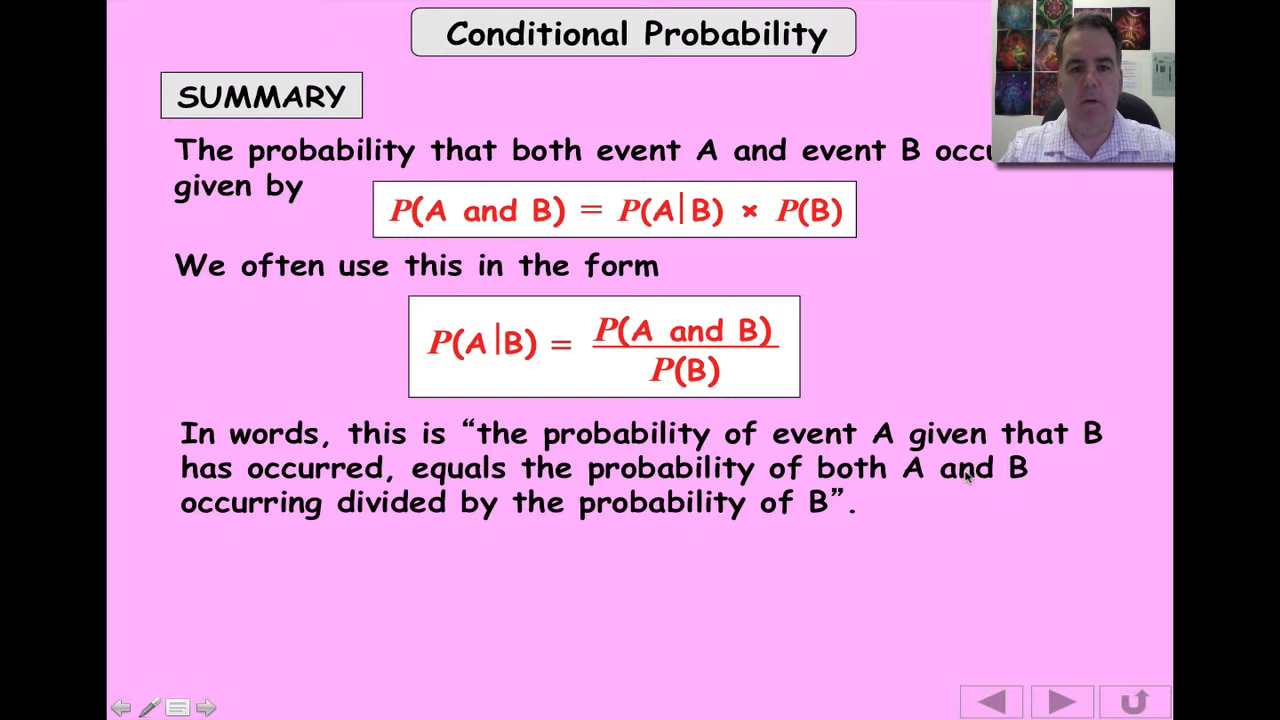 Conditional Probability
SUMMARY
The probability that both event A and event B
given by
P(A and B) = P(A|B) × P(B)
We often use this in the form
P(A|B) = P(A and B)
P(B)
In words, this is “the probability of event A given that B
has occurred, equals the probability of both A and B
occurring divided by the probability of B”.